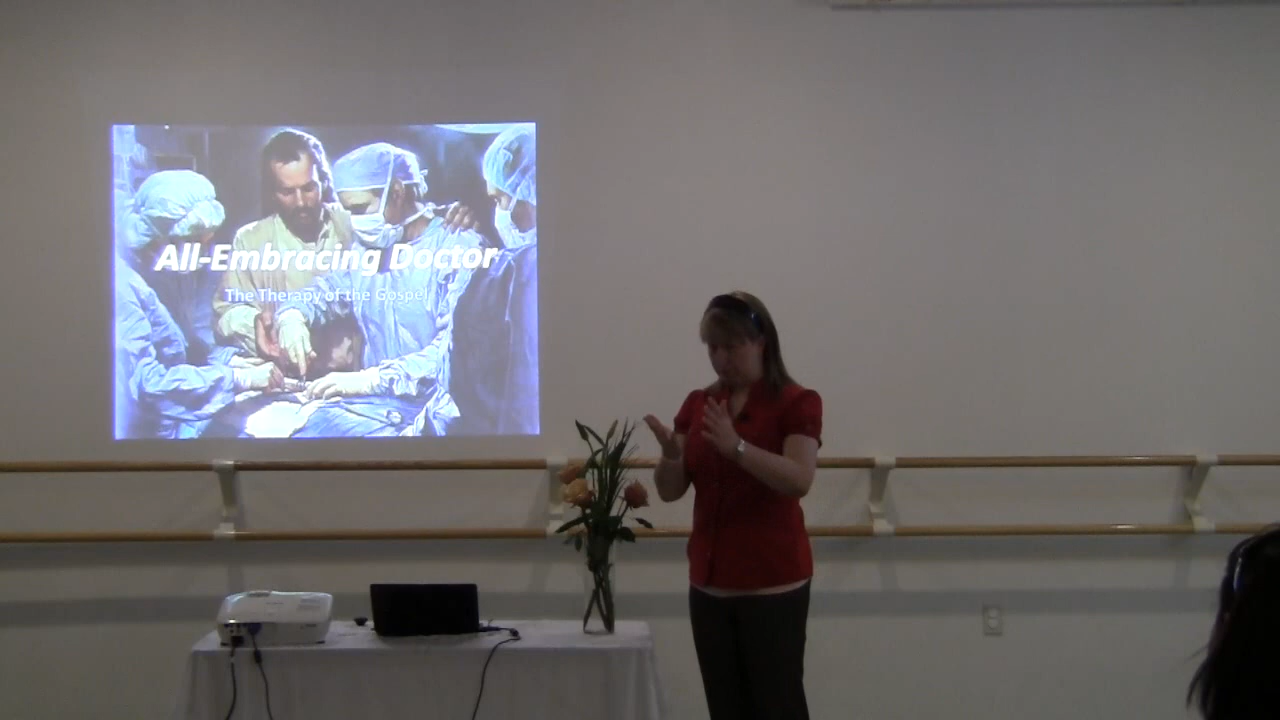 All-Embracing Doctor
The Therapy of the Gospel